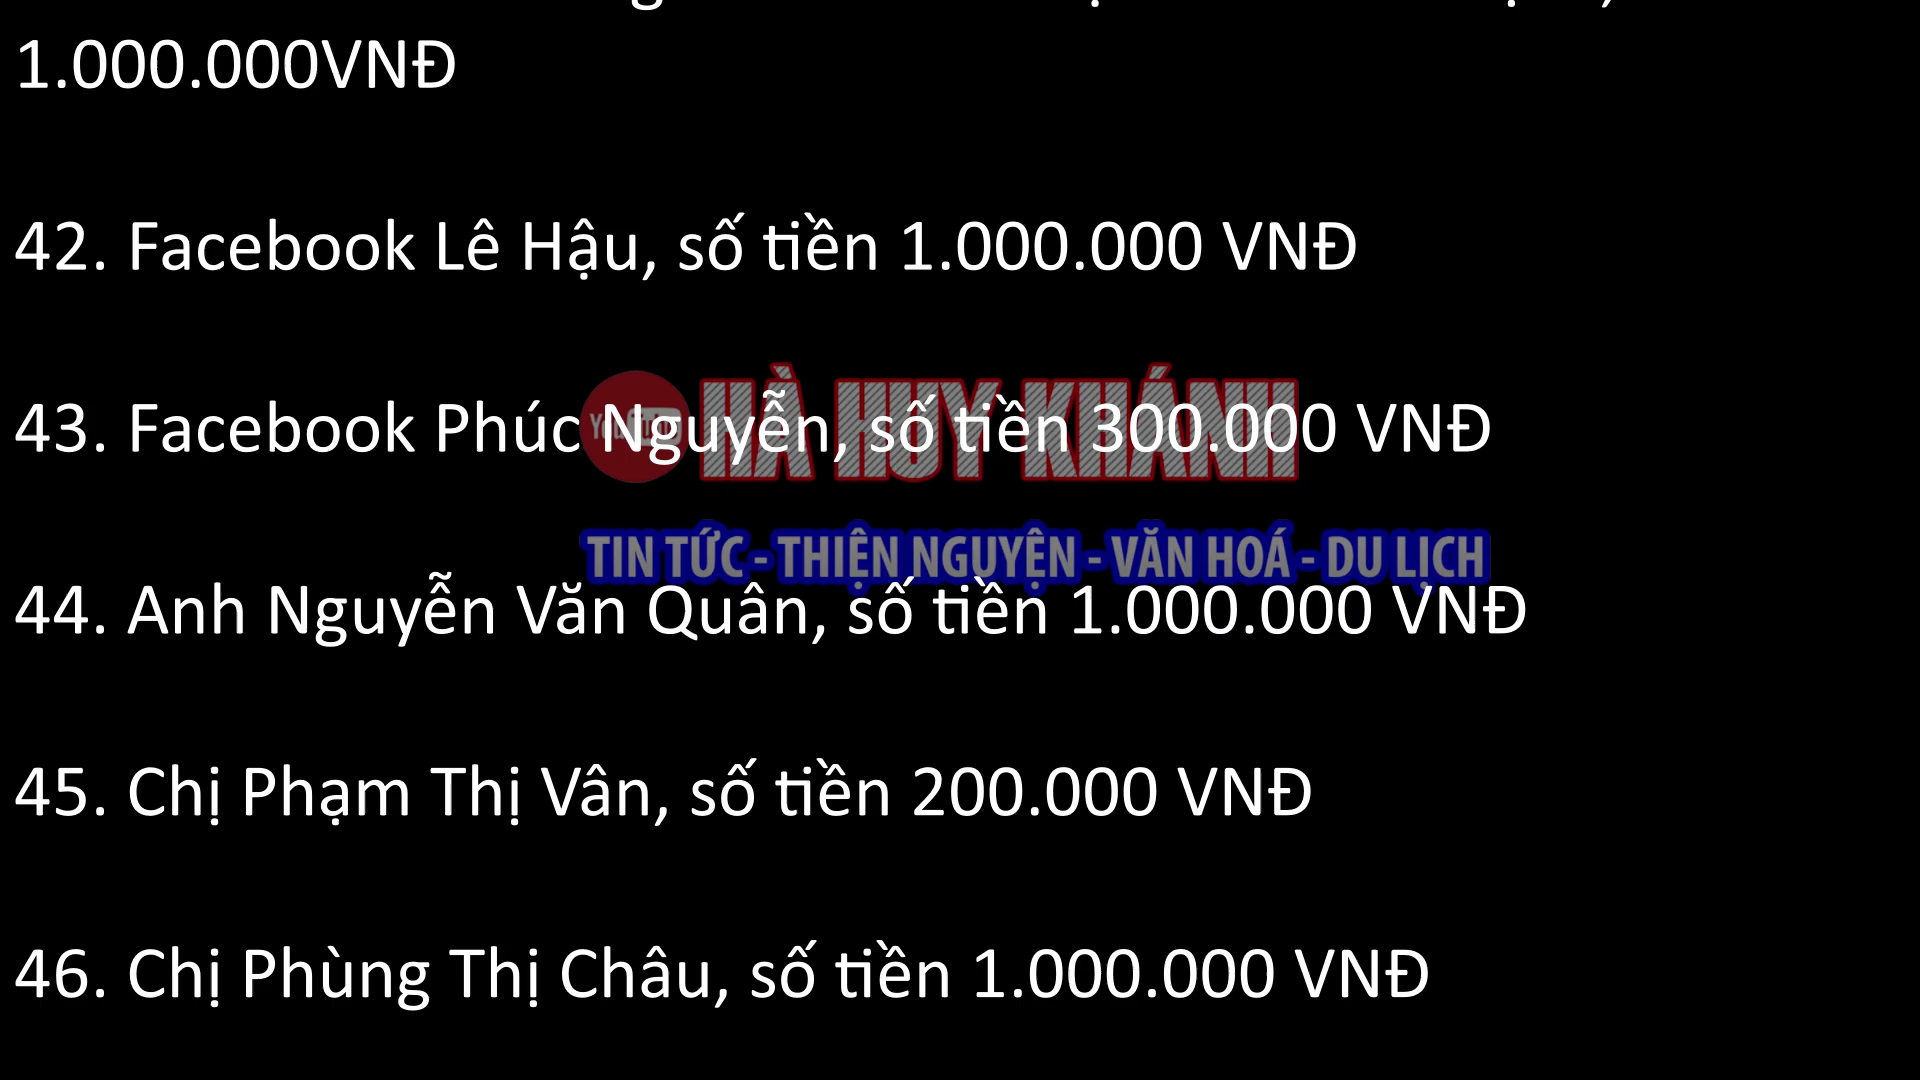 1.000.000VNĐ
42. Facebook Lê Hậu, số tiền 1.000.000 VNĐ
YouTube HÀ HUY KHÁNH
43. Facebook Phúc Nguyễn, số tiền 300.000 VNĐ
TIN TỨC - THIỆN NGUYỆN - VĂN HOÁ - DU LỊCH
44. Anh Nguyễn Văn Quân, số tiền 1.000.000 VNĐ
45. Chị Phạm Thị Vân, số tiền 200.000 VNĐ
46. Chị Phùng Thị Châu, số tiền 1.000.000 VNĐ